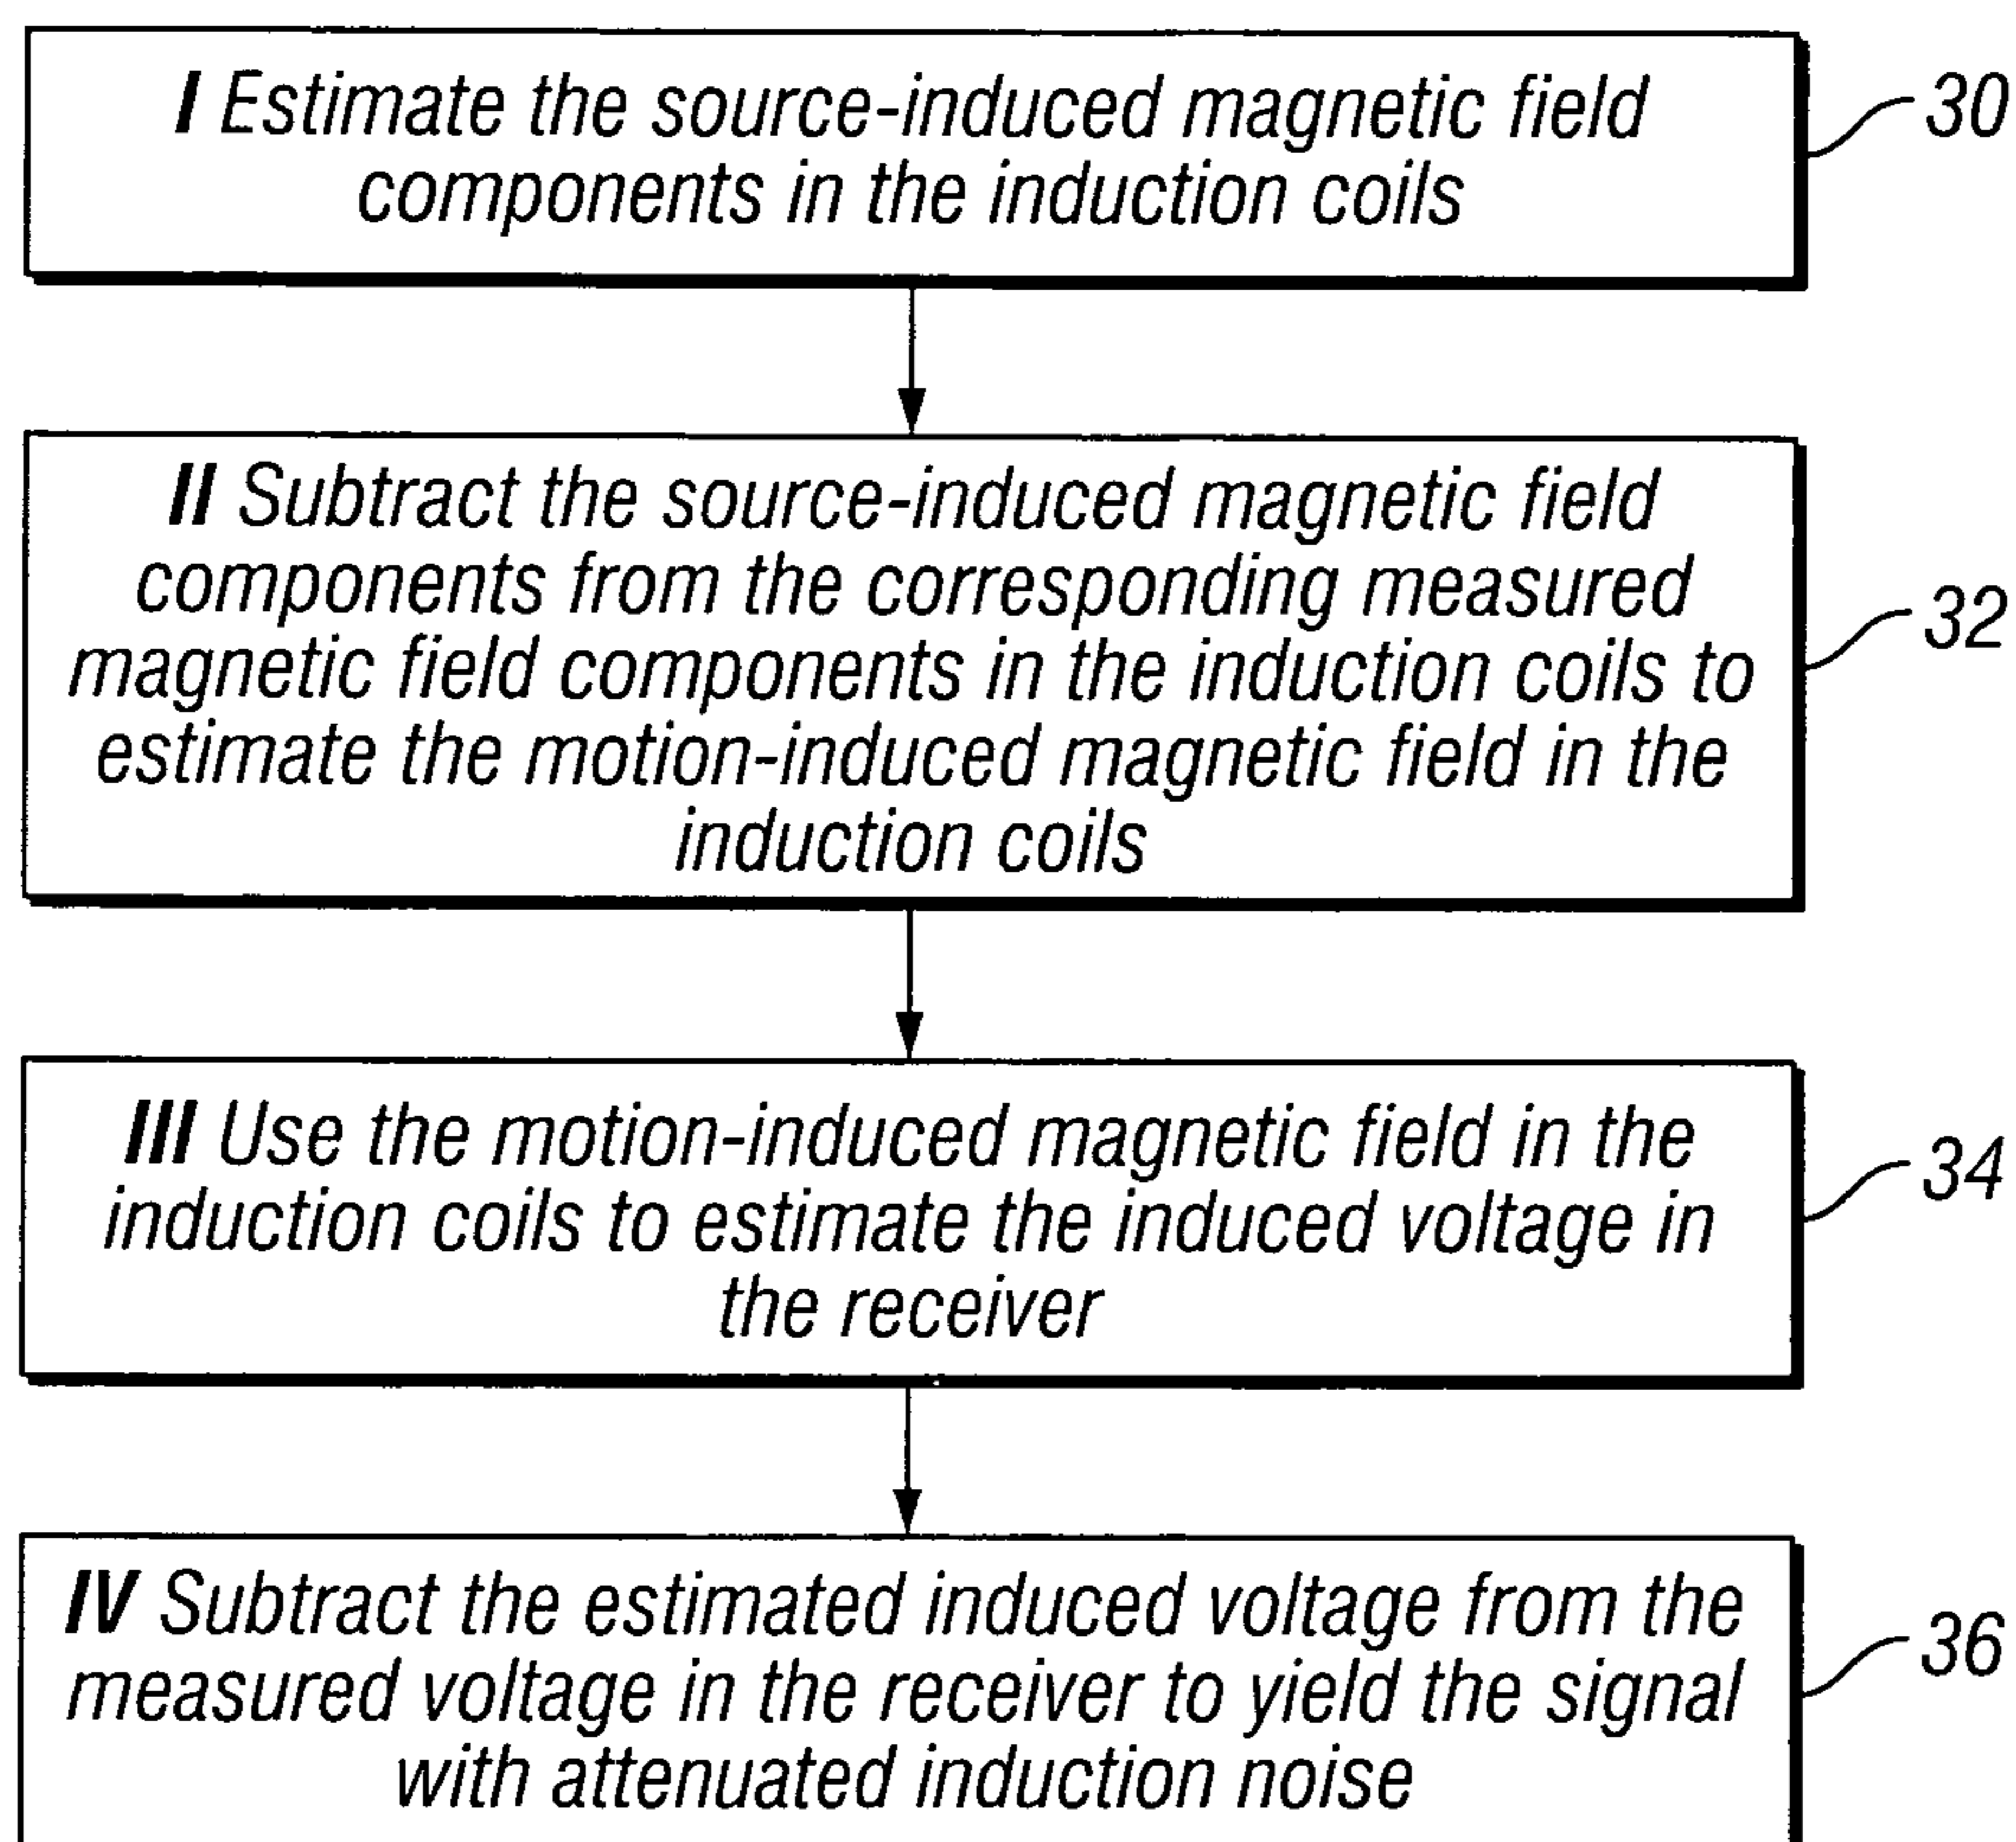 I Estimate the source-induced magnetic field
components in the induction coils
30
II Subtract the source-induced magnetic field
components from the corresponding measured
magnetic field components in the induction coils to
estimate the motion-induced magnetic field in the
induction coils
32
III Use the motion-induced magnetic field in the
induction coils to estimate the induced voltage in
the receiver
34
IV Subtract the estimated induced voltage from the
measured voltage in the receiver to yield the signal
with attenuated induction noise
36